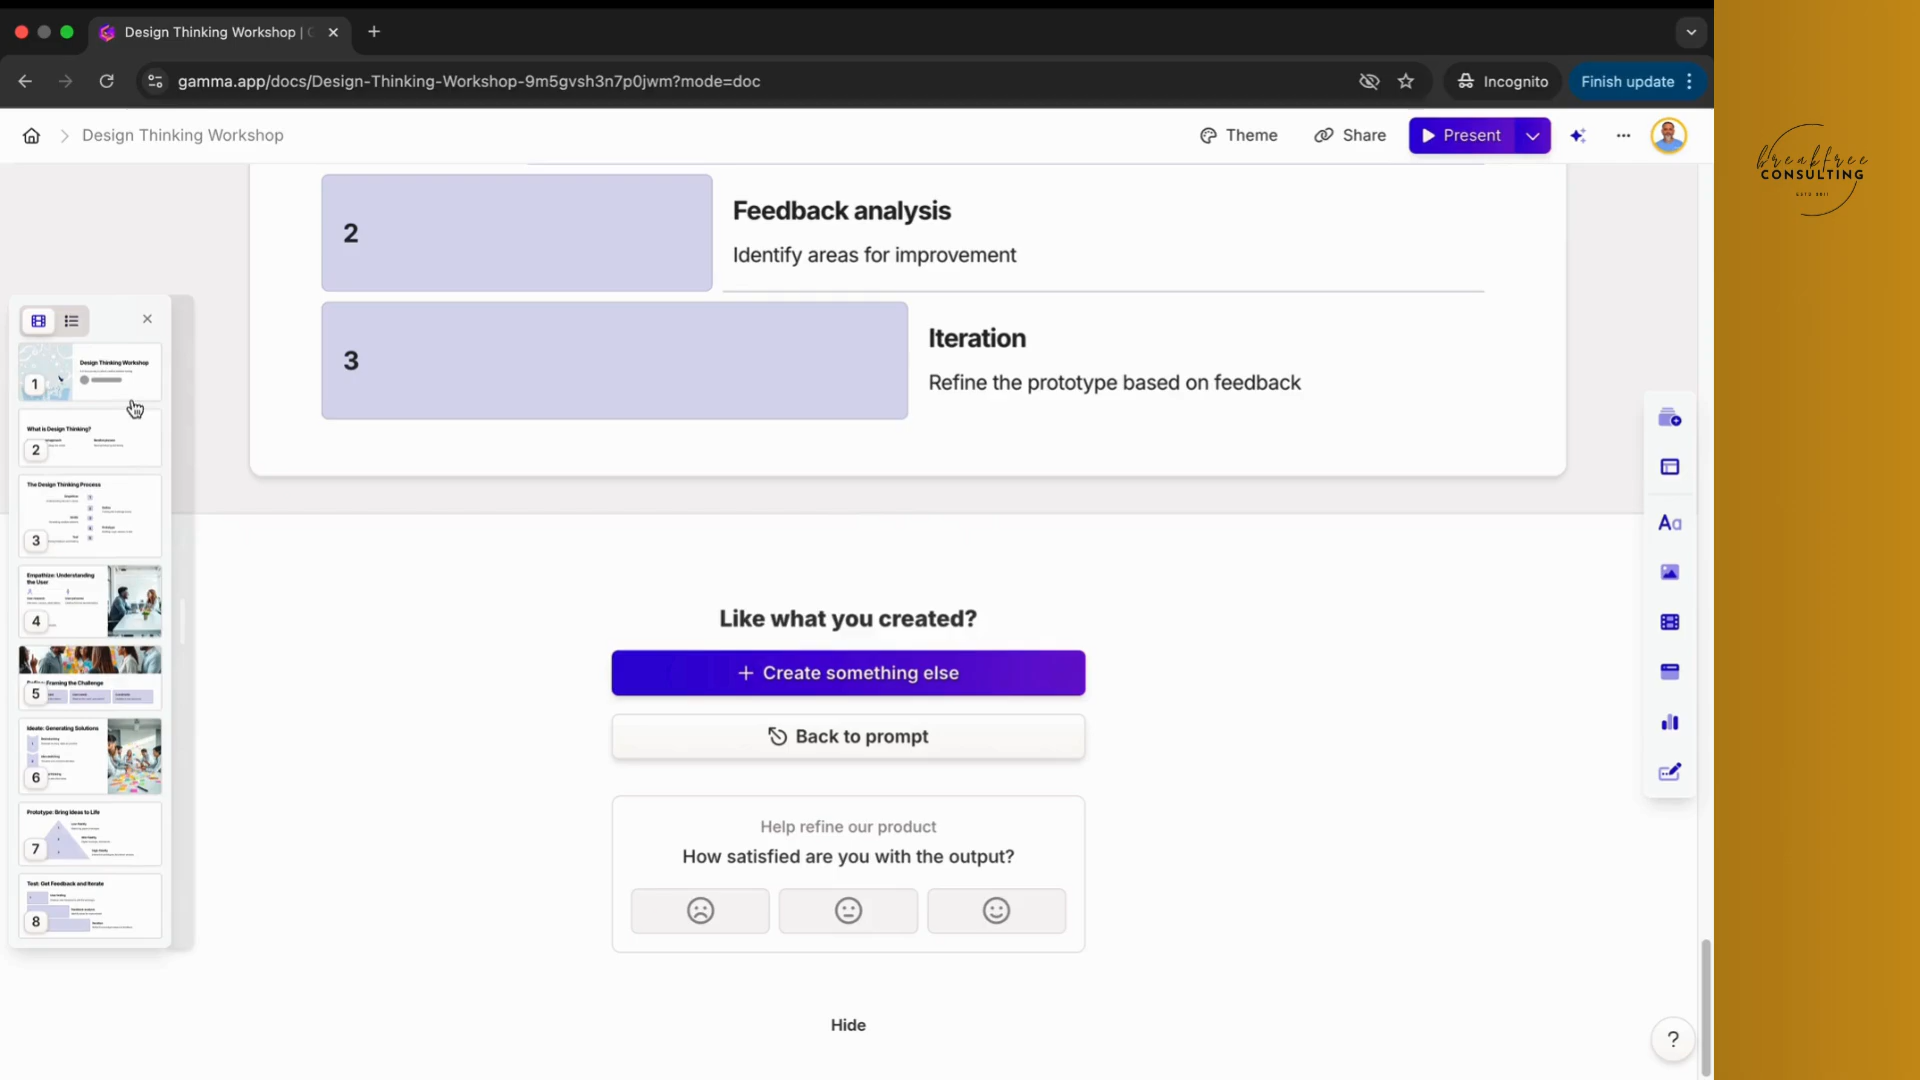 Design Thinking Workshop |
gamma.app/docs/Design-Thinking-Workshop-9m5gvsh3n7p0jwm?mode=doc
Incognito
Finish update
Design Thinking Workshop
Theme
Share
Present
breakfree
CONSULTING
2
Feedback analysis
Identify areas for improvement
3
Iteration
Refine the prototype based on feedback
Design Thinking Workshop
1
What is Design Thinking?
2
The Design Thinking Process
3
Empathize: Understanding
the User
4
Framing the Challenge
5
Ideate: Generating Solutions
6
Prototype: Bring Ideas to Life
7
Test: Get Feedback and Iterate
8
Aa
Like what you created?
Create something else
Back to prompt
Help refine our product
How satisfied are you with the output?
Hide
?